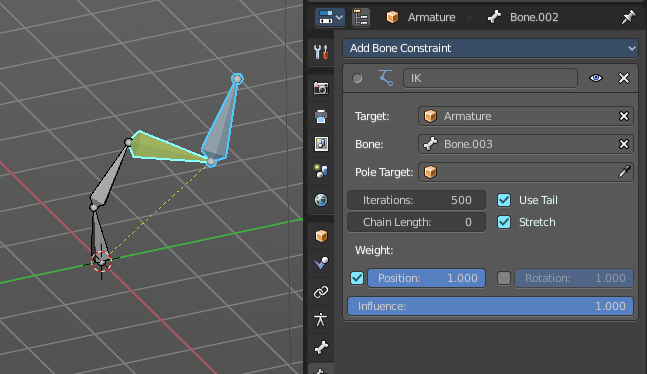 Armature Bone.002
Add Bone Constraint
IK
Target: Armature
Bone: Bone.003
Pole Target:
Iterations: 500 Use Tail
Chain Length: 0 Stretch
Weight:
Position: 1.000 Rotation: 1.000
Influence: 1.000